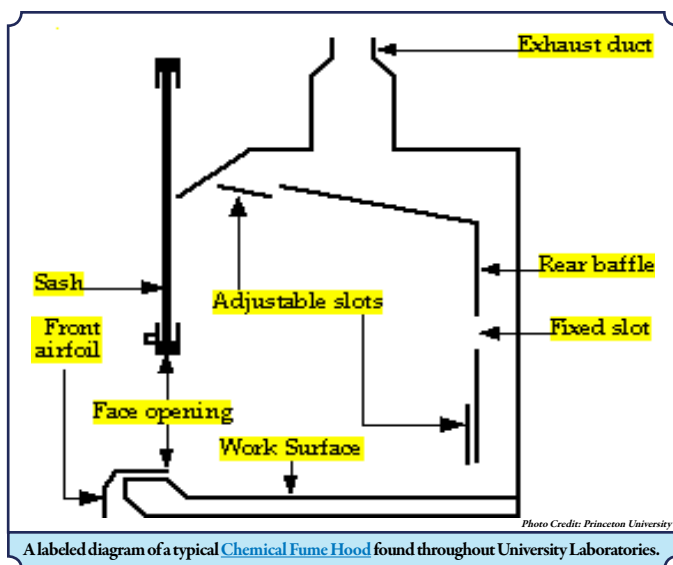 Exhaust duct
Rear baffle
Sash
Adjustable slots
Fixed slot
Front
airfoil
Face opening
Work Surface
Photo Credit: Princeton University
A labeled diagram of a typical Chemical Fume Hood found throughout University Laboratories.